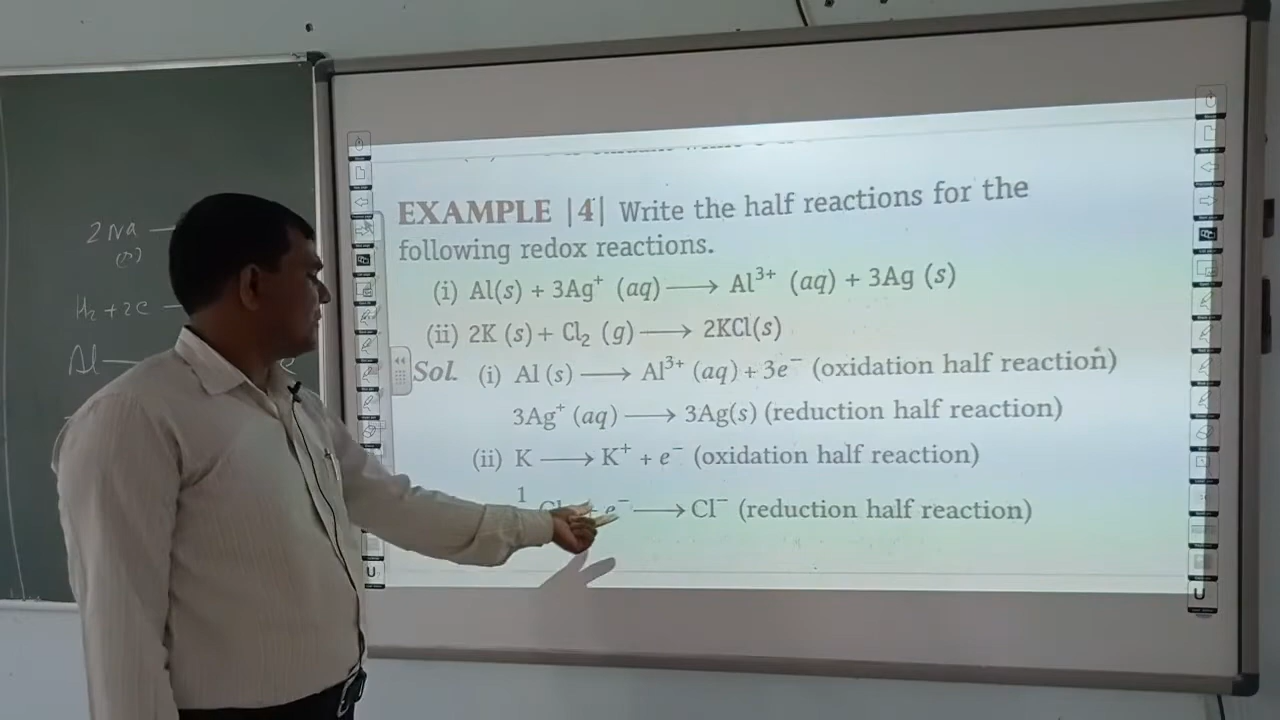 2Na
(s)
H₂ + 2e
Al
e
EXAMPLE |4| Write the half reactions for the
following redox reactions.
(i) Al(s) + 3Ag⁺ (aq) ⟶ Al³⁺ (aq) + 3Ag (s)
(ii) 2K (s) + Cl₂ (g) ⟶ 2KCl(s)
Sol. (i) Al (s) ⟶ Al³⁺ (aq) + 3e⁻ (oxidation half reaction)
3Ag⁺ (aq) ⟶ 3Ag(s) (reduction half reaction)
(ii) K ⟶ K⁺ + e⁻ (oxidation half reaction)
1 e⁻ ⟶ Cl⁻ (reduction half reaction)